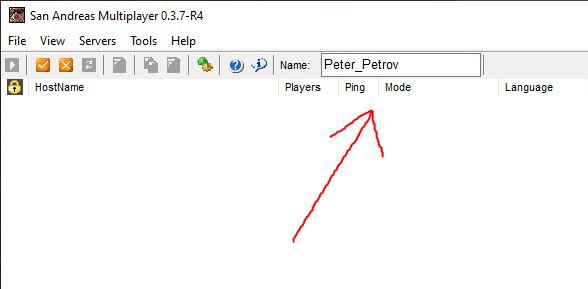 San Andreas Multiplayer 0.3.7-R4
File View Servers Tools Help
Name: Peter_Petrov
HostName Players Ping Mode Language